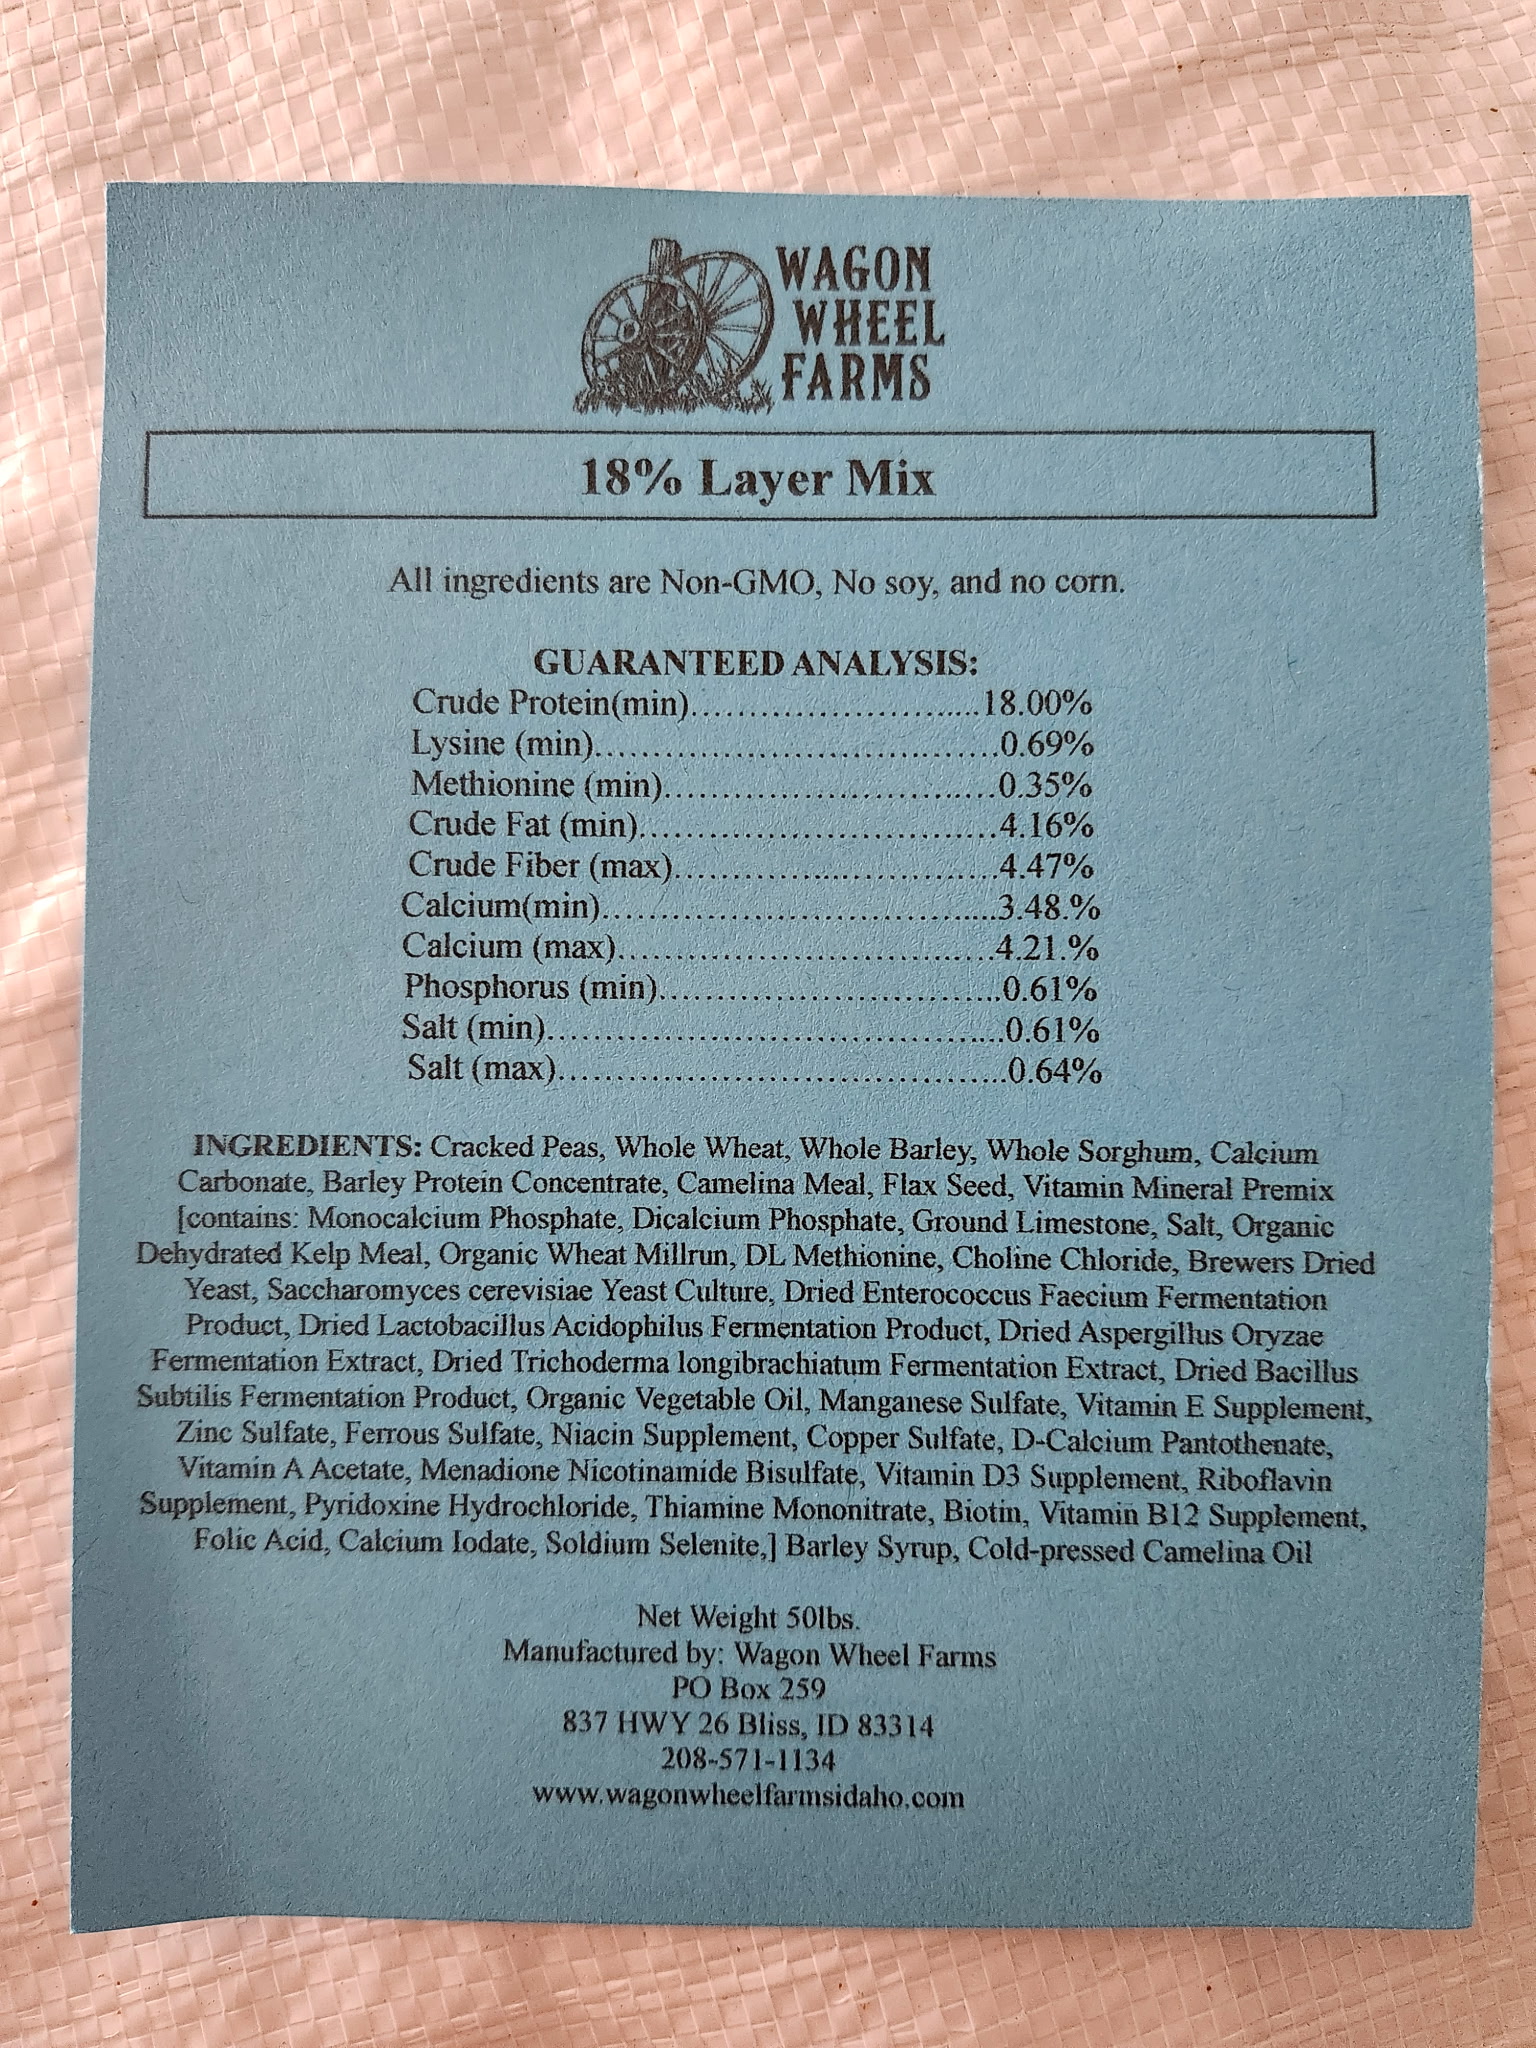 WAGON
WHEEL
FARMS
18% Layer Mix
All ingredients are Non-GMO, No soy, and no corn.
GUARANTEED ANALYSIS:
Crude Protein(min)..................................18.00%
Lysine (min)..............................................0.69%
Methionine (min)......................................0.35%
Crude Fat (min).........................................4.16%
Crude Fiber (max).....................................4.47%
Calcium(min).............................................3.48.%
Calcium (max)...........................................4.21.%
Phosphorus (min)......................................0.61%
Salt (min)....................................................0.61%
Salt (max)...................................................0.64%
INGREDIENTS: Cracked Peas, Whole Wheat, Whole Barley, Whole Sorghum, Calcium
Carbonate, Barley Protein Concentrate, Camelina Meal, Flax Seed, Vitamin Mineral Premix
[contains: Monocalcium Phosphate, Dicalcium Phosphate, Ground Limestone, Salt, Organic
Dehydrated Kelp Meal, Organic Wheat Millrun, DL Methionine, Choline Chloride, Brewers Dried
Yeast, Saccharomyces cerevisiae Yeast Culture, Dried Enterococcus Faecium Fermentation
Product, Dried Lactobacillus Acidophilus Fermentation Product, Dried Aspergillus Oryzae
Fermentation Extract, Dried Trichoderma longibrachiatum Fermentation Extract, Dried Bacillus
Subtilis Fermentation Product, Organic Vegetable Oil, Manganese Sulfate, Vitamin E Supplement,
Zinc Sulfate, Ferrous Sulfate, Niacin Supplement, Copper Sulfate, D-Calcium Pantothenate,
Vitamin A Acetate, Menadione Nicotinamide Bisulfate, Vitamin D3 Supplement, Riboflavin
Supplement, Pyridoxine Hydrochloride, Thiamine Mononitrate, Biotin, Vitamin B12 Supplement,
Folic Acid, Calcium Iodate, Soldium Selenite,] Barley Syrup, Cold-pressed Camelina Oil
Net Weight 50lbs.
Manufactured by: Wagon Wheel Farms
PO Box 259
837 HWY 26 Bliss, ID 83314
208-571-1134
www.wagonwheelfarmsidaho.com